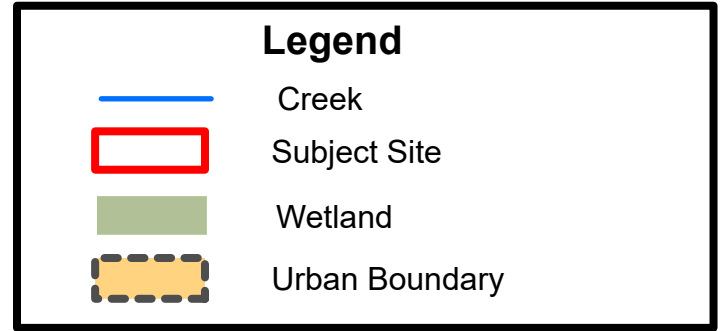 Legend
Creek
Subject Site
Wetland
Urban Boundary